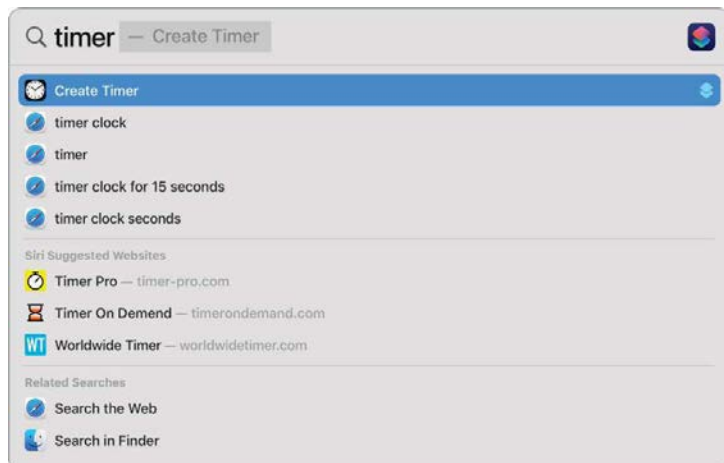 timer — Create Timer
Create Timer
timer clock
timer
timer clock for 15 seconds
timer clock seconds
Siri Suggested Websites
Timer Pro — timer-pro.com
Timer On Demend — timerondemand.com
WT Worldwide Timer — worldwidetimer.com
Related Searches
Search the Web
Search in Finder